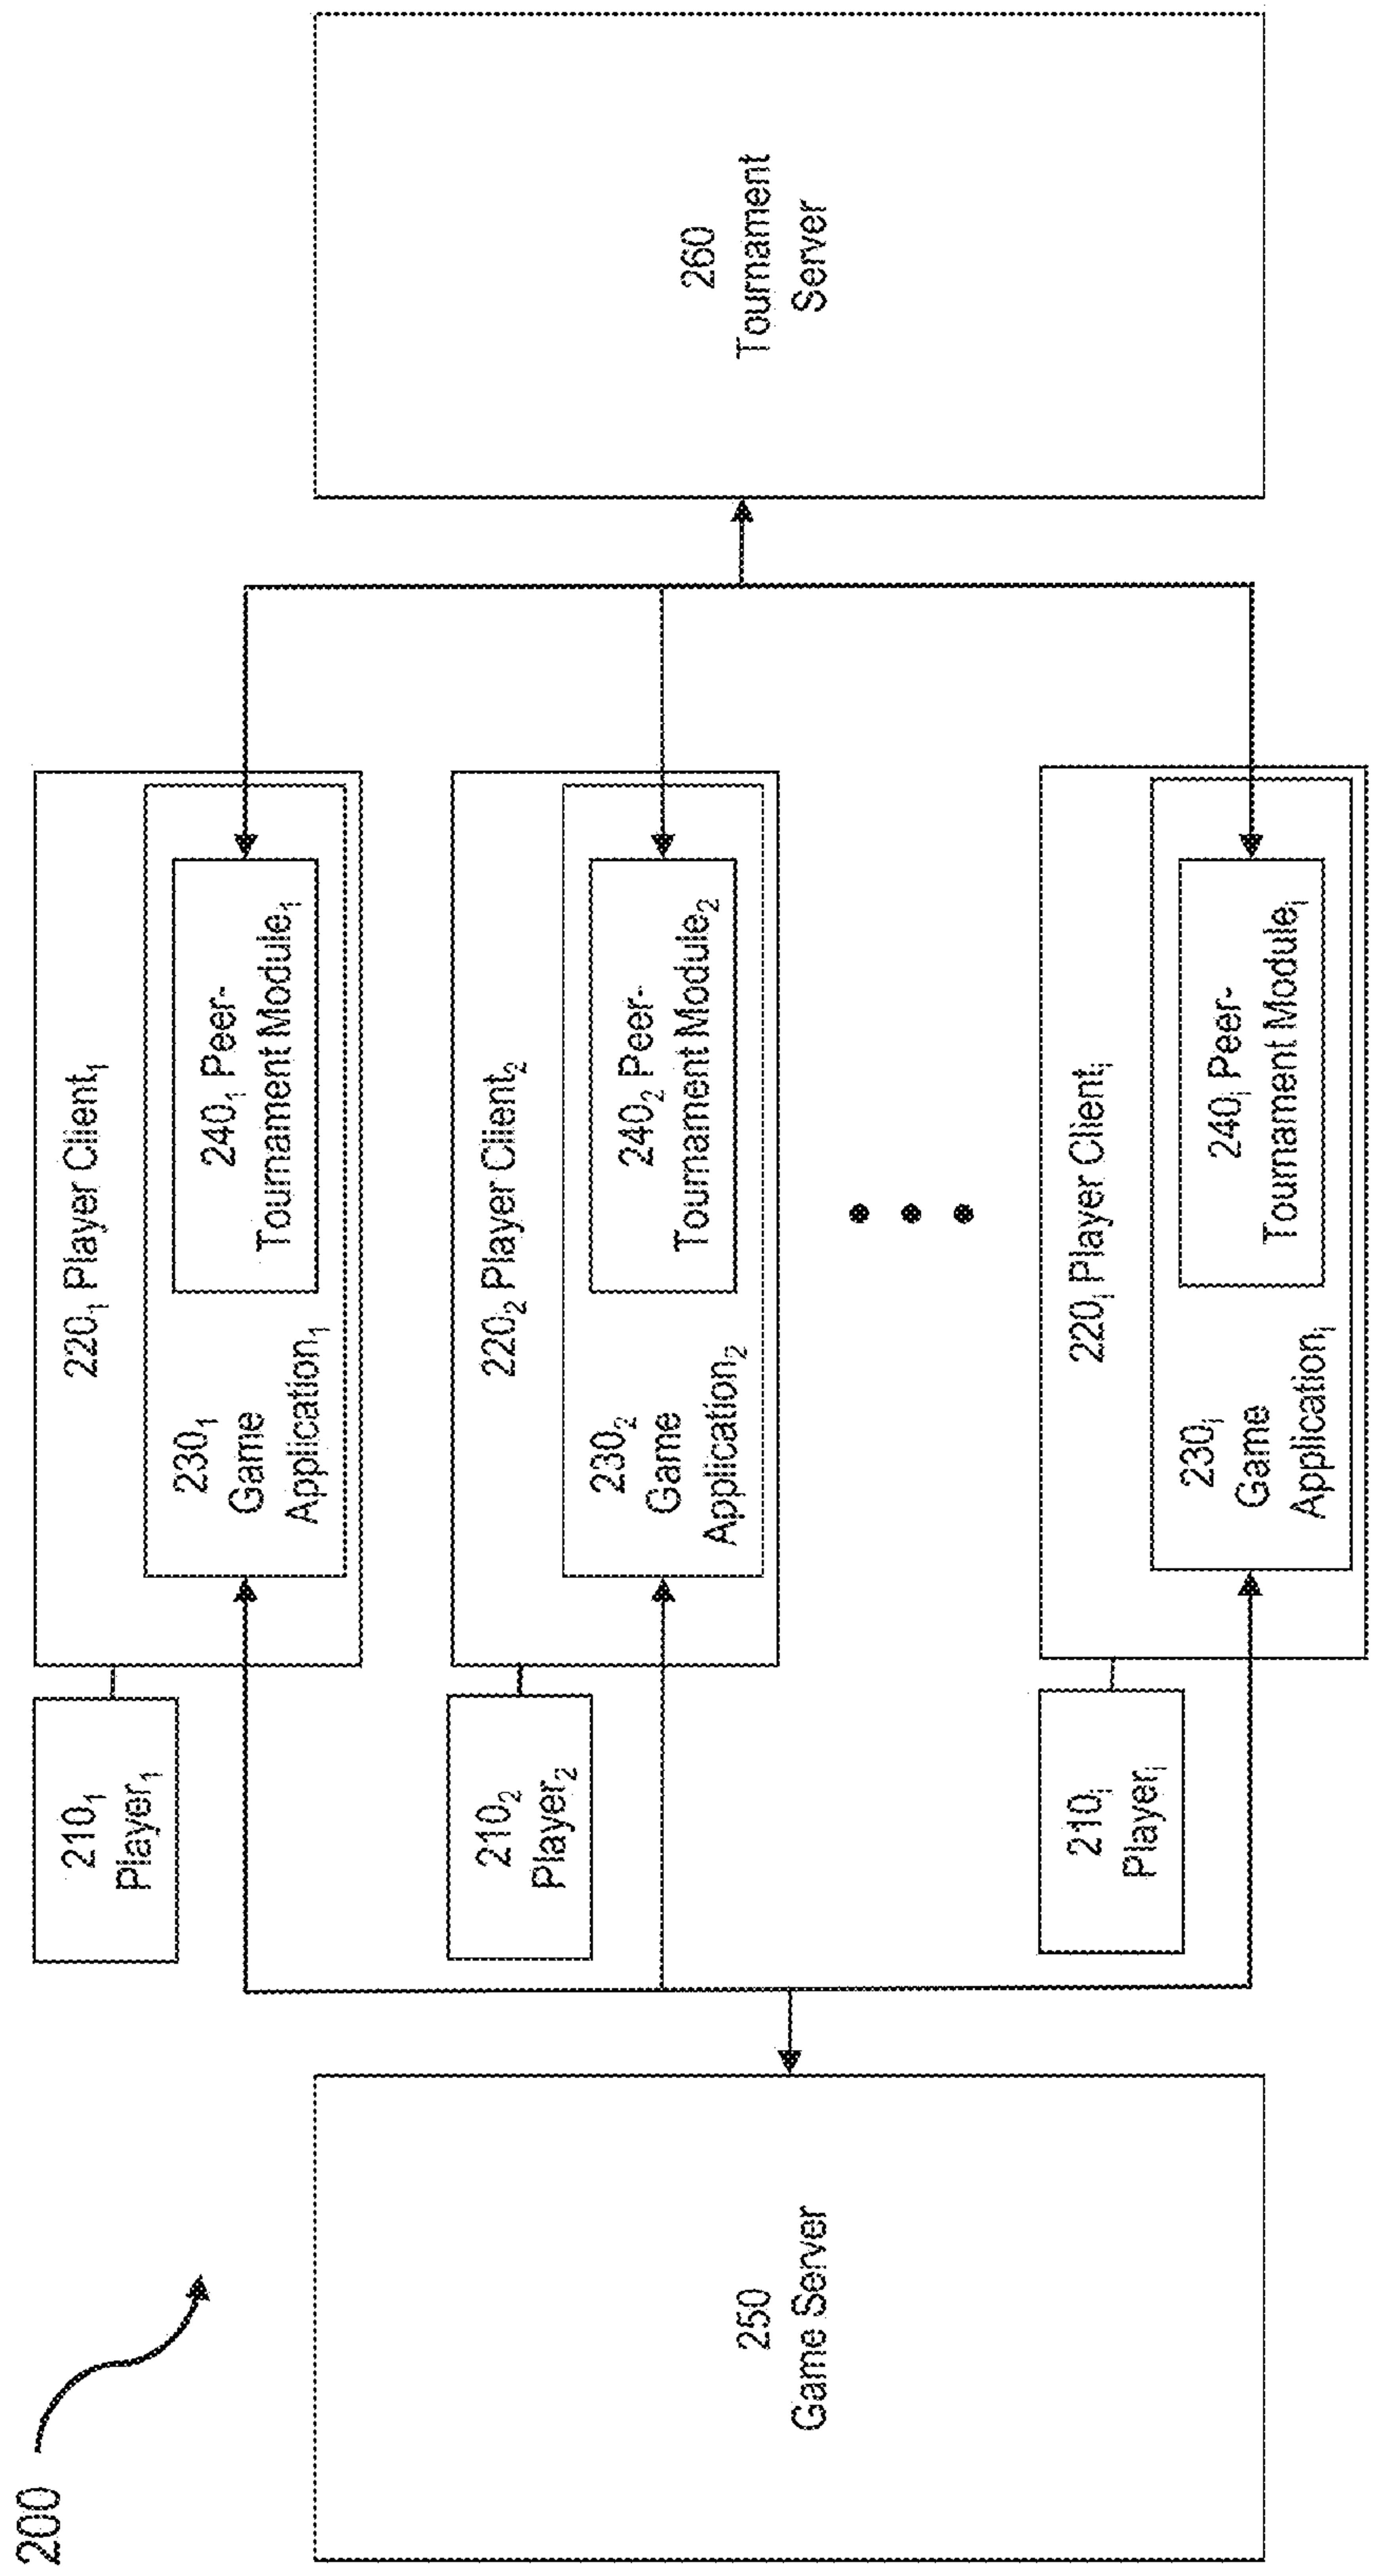 200
250
Game Server
210₁
Player₁
220₁ Player Client₁
230₁
Game
Application₁
240₁ Peer-
Tournament Module₁
210₂
Player₂
220₂ Player Client₂
230₂
Game
Application₂
240₂ Peer-
Tournament Module₂
210ᵢ
Playerᵢ
220ᵢ Player Clientᵢ
230ᵢ
Game
Applicationᵢ
240ᵢ Peer-
Tournament Moduleᵢ
260
Tournament
Server